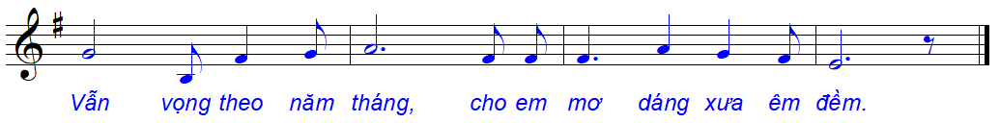 Vẫn vọng theo năm tháng, cho em mơ dáng xưa êm đềm.